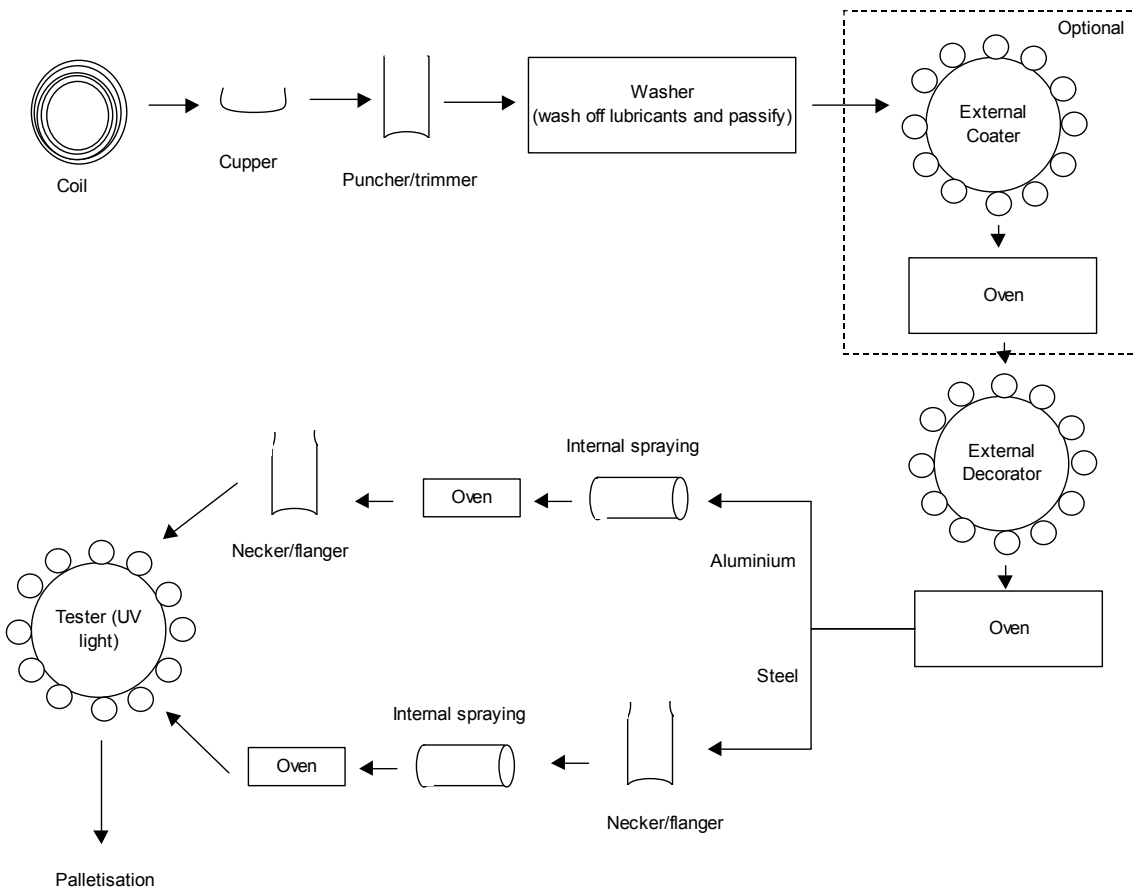 Optional
Coil
Cupper
Puncher/trimmer
Washer
(wash off lubricants and passify)
External
Coater
Oven
External
Decorator
Oven
Aluminium
Internal spraying
Oven
Necker/flanger
Steel
Necker/flanger
Internal spraying
Oven
Tester (UV
light)
Palletisation